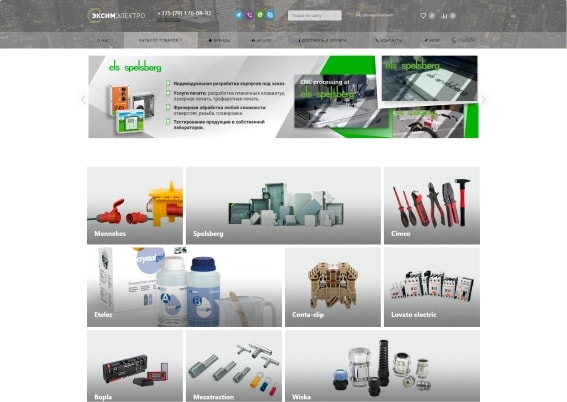 ЭКСИМЭЛЕКТРО
+375 (29) 176-08-92
Поиск по сайту
О НАС
КАТАЛОГ ТОВАРОВ
БРЕНДЫ
АКЦИИ
ДОСТАВКА И ОПЛАТА
КОНТАКТЫ
БЛОГ
els spelsberg
Индивидуальная разработка корпусов под заказ
Услуги печати: разработка пленочных клавиатур,
лазерная печать, трафаретная печать.
Фрезерная обработка любой сложности:
отверстия, резьба, гравировка.
Тестирование продукции в собственной
лаборатории.
CNC processing at
els spelsberg
els spelsberg
Mennekes
Spelsberg
Cimco
crystal
A
B
Etelec
Conta-clip
Lovato electric
Bopla
Mecatraction
Wiska